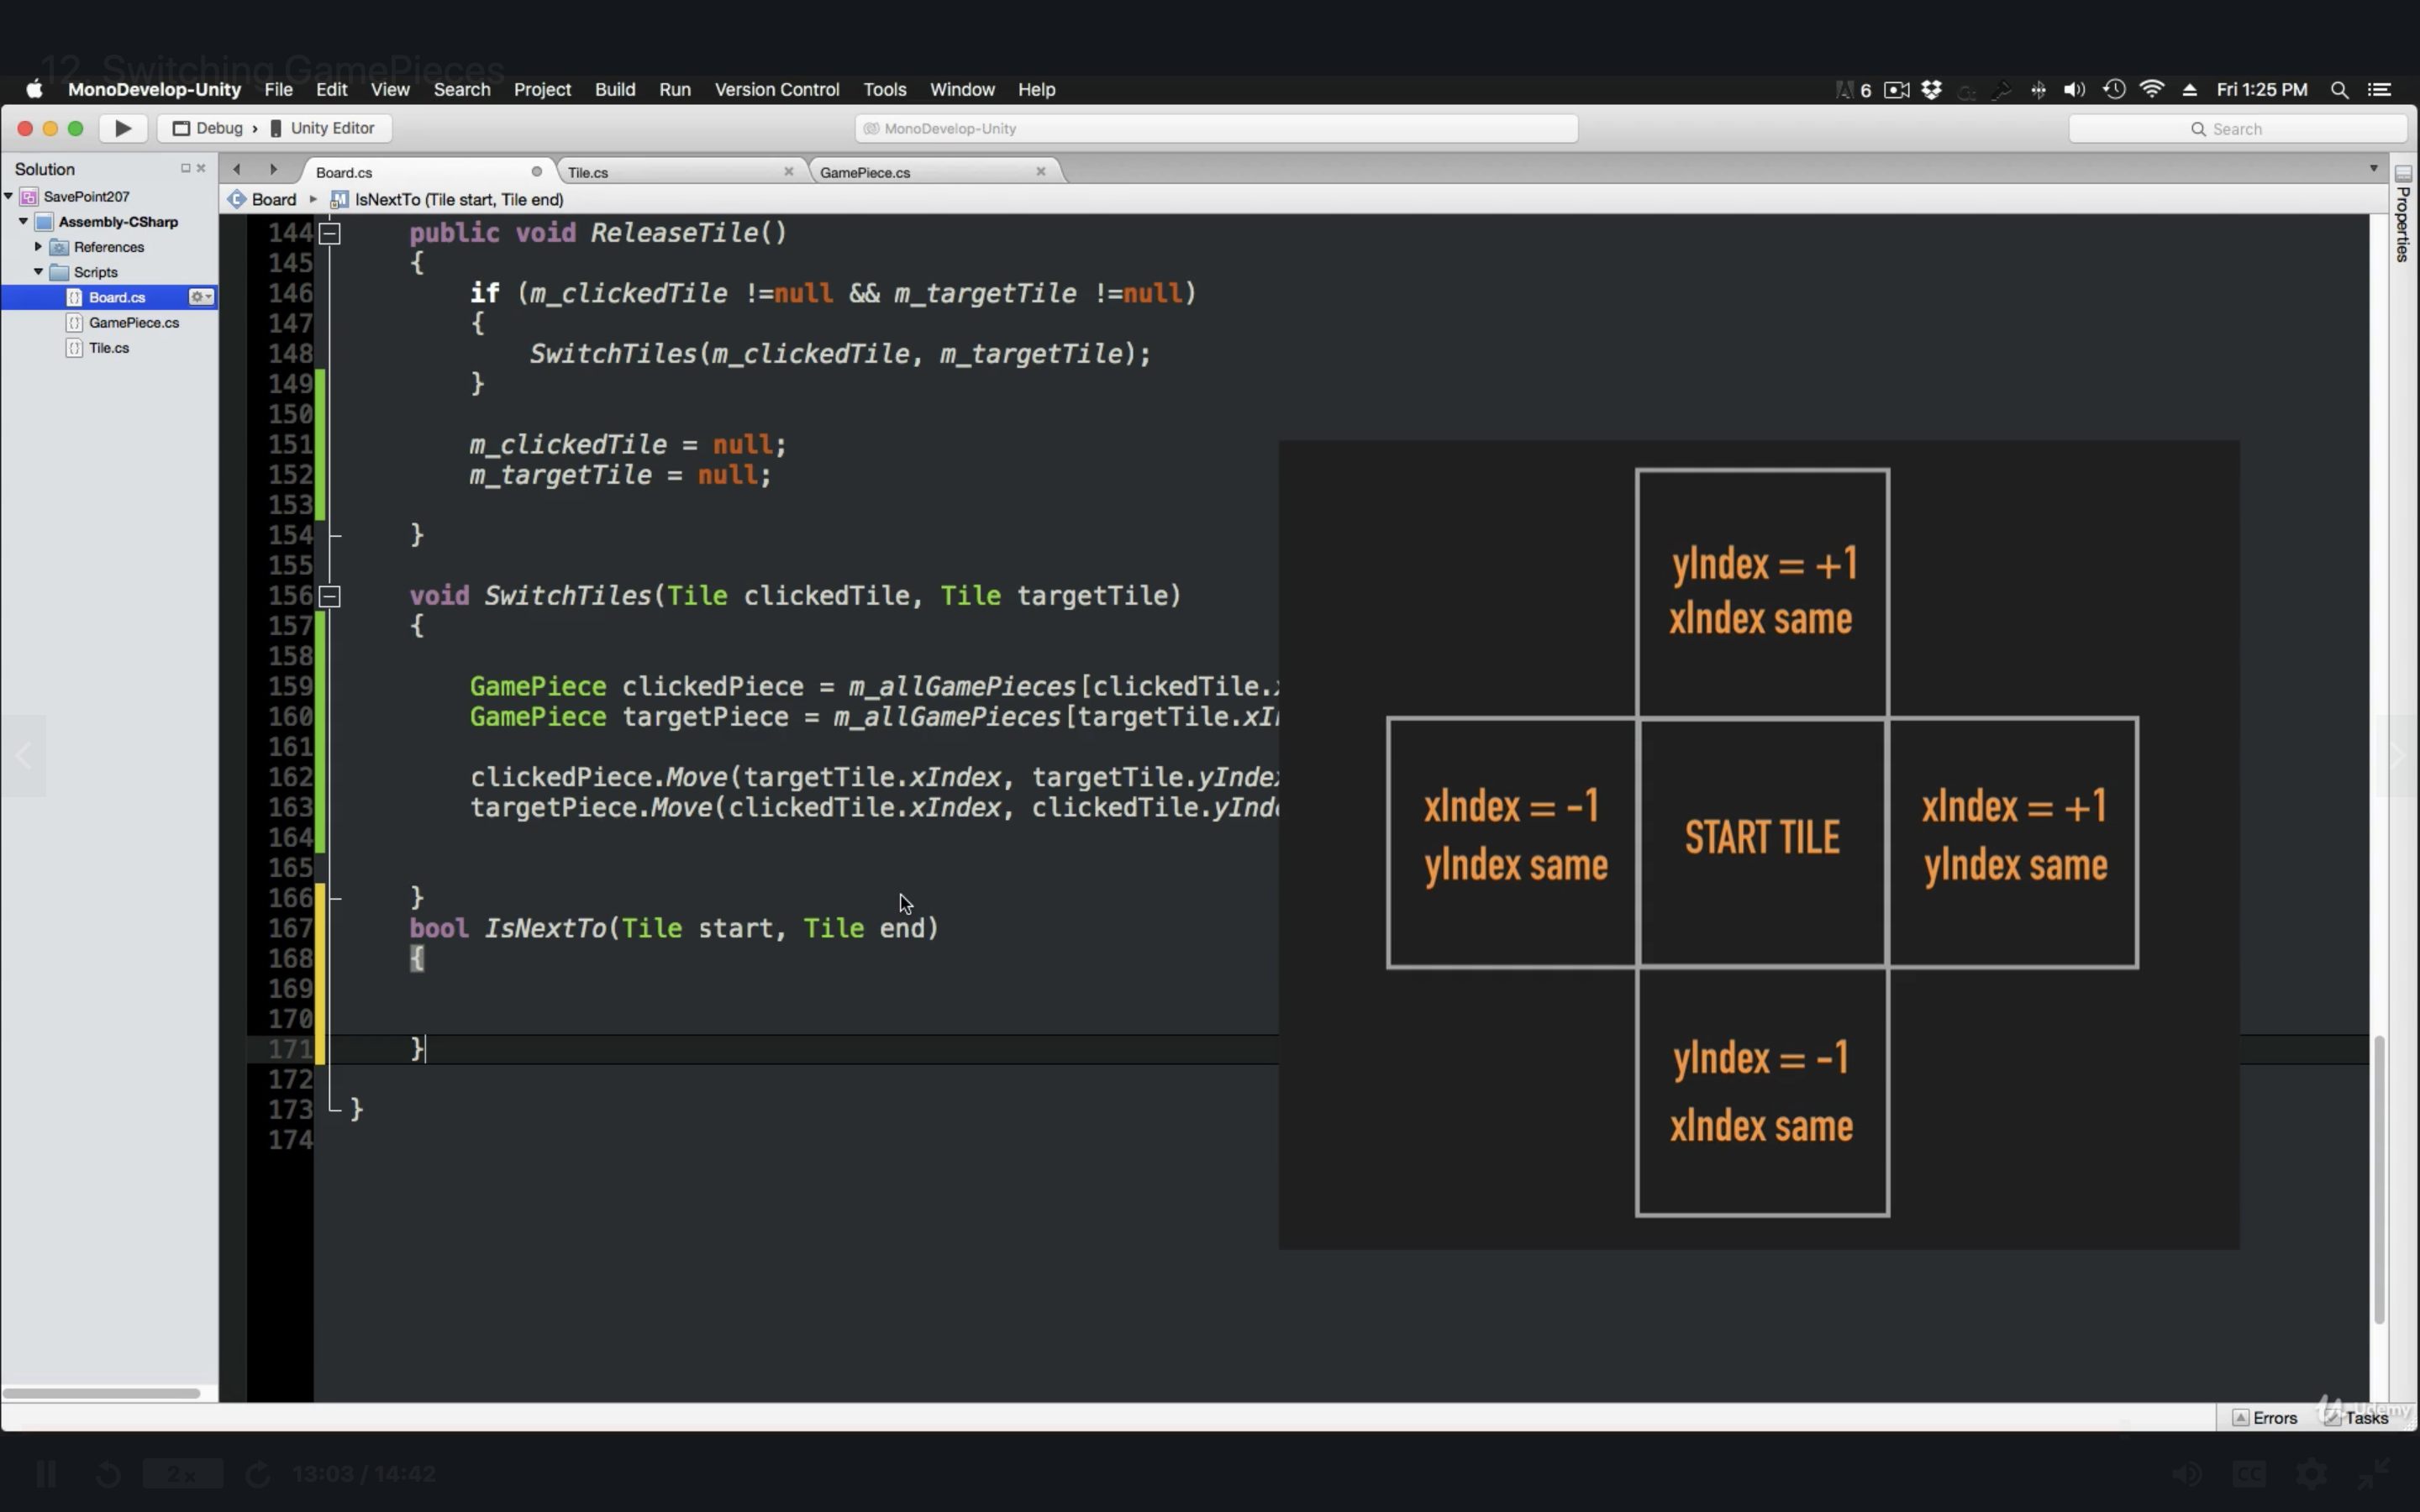 12. Switching GamePieces
MonoDevelop-Unity File Edit View Search Project Build Run Version Control Tools Window Help 6 Fri 1:25 PM
Debug › Unity Editor MonoDevelop-Unity Search
Solution Board.cs Tile.cs GamePiece.cs
SavePoint207 Board IsNextTo (Tile start, Tile end)
Assembly-CSharp
References
Scripts
Board.cs
GamePiece.cs
Tile.cs
Properties
144 public void ReleaseTile()
145 {
146 if (m_clickedTile !=null && m_targetTile !=null)
147 {
148 SwitchTiles(m_clickedTile, m_targetTile);
149 }
150
151 m_clickedTile = null;
152 m_targetTile = null;
153
154 }
155
156 void SwitchTiles(Tile clickedTile, Tile targetTile)
157 {
158
159 GamePiece clickedPiece = m_allGamePieces[clickedTile.
160 GamePiece targetPiece = m_allGamePieces[targetTile.xI
161
162 clickedPiece.Move(targetTile.xIndex, targetTile.yInde
163 targetPiece.Move(clickedTile.xIndex, clickedTile.yInd
164
165
166 }
167 bool IsNextTo(Tile start, Tile end)
168 {
169
170
171 }
172
173 }
174
yIndex = +1
xIndex same
xIndex = -1
yIndex same
START TILE
xIndex = +1
yIndex same
yIndex = -1
xIndex same
Errors Tasks
Udemy
2x 13:03 / 14:42 CC